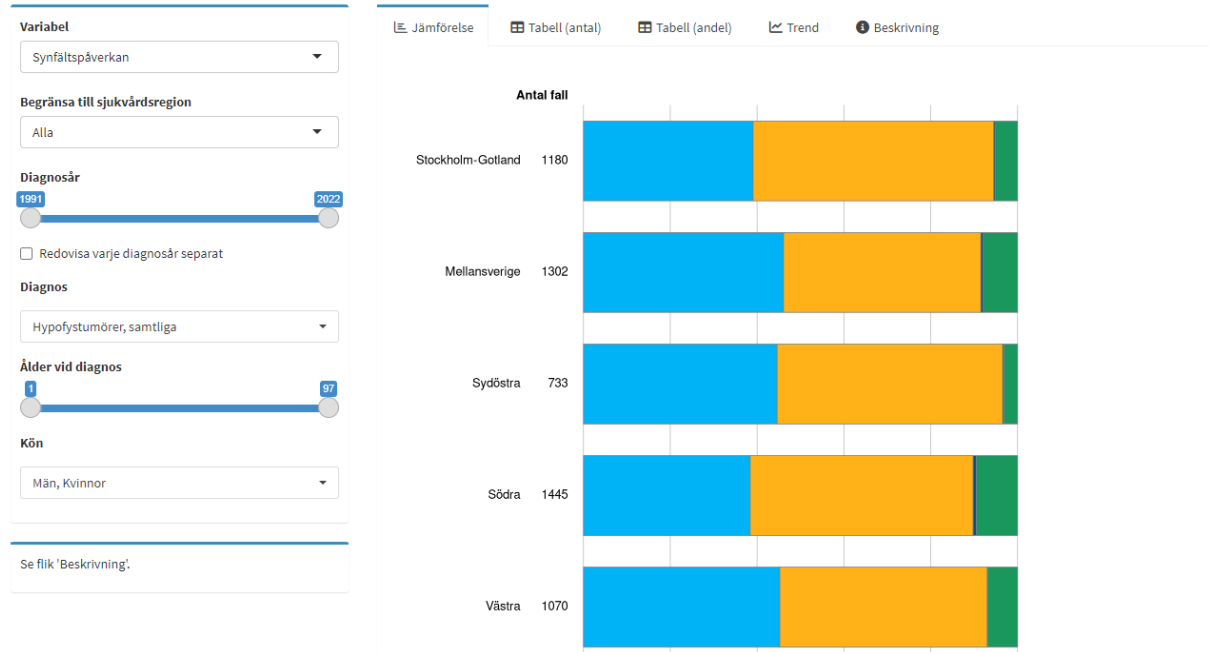 Variabel
Synfältspåverkan
Begränsa till sjukvårdsregion
Alla
Diagnosår
1991 2022
Redovisa varje diagnosår separat
Diagnos
Hypofystumörer, samtliga
Ålder vid diagnos
1 97
Kön
Män, Kvinnor
Se flik 'Beskrivning'.
Jämförelse Tabell (antal) Tabell (andel) Trend Beskrivning
Antal fall
Stockholm-Gotland 1180
Mellansverige 1302
Sydöstra 733
Södra 1445
Västra 1070